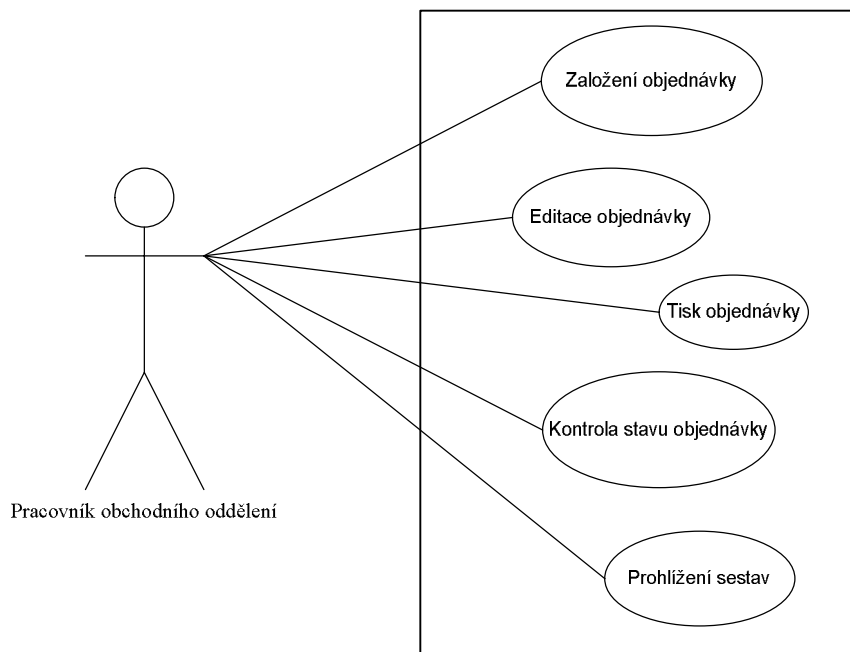 Založení objednávky
Editace objednávky
Tisk objednávky
Kontrola stavu objednávky
Pracovník obchodního oddělení
Prohlížení sestav